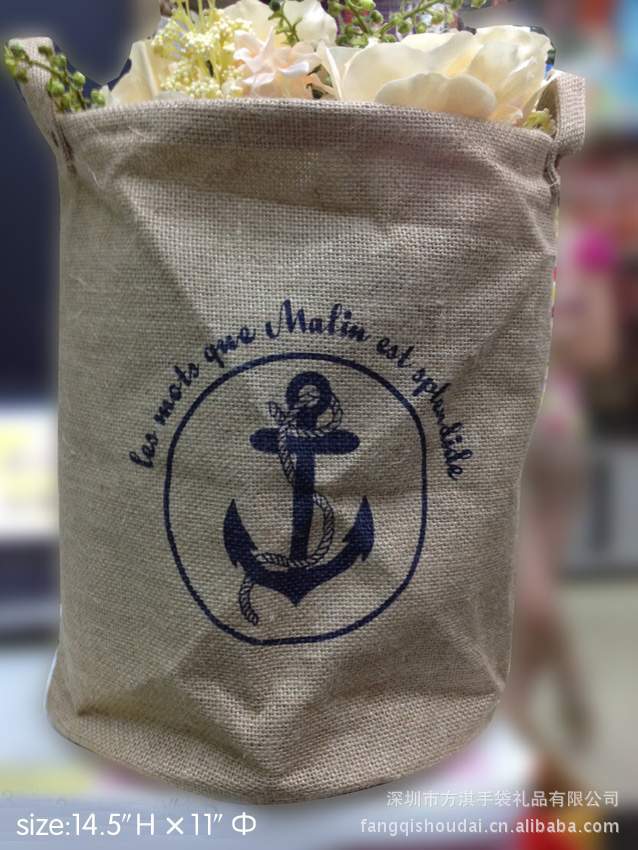 les mots que Malin est splendide
size:14.5"H ×11" Φ
深圳市方淇手袋礼品有限公司
fangqishoudai.cn.alibaba.com